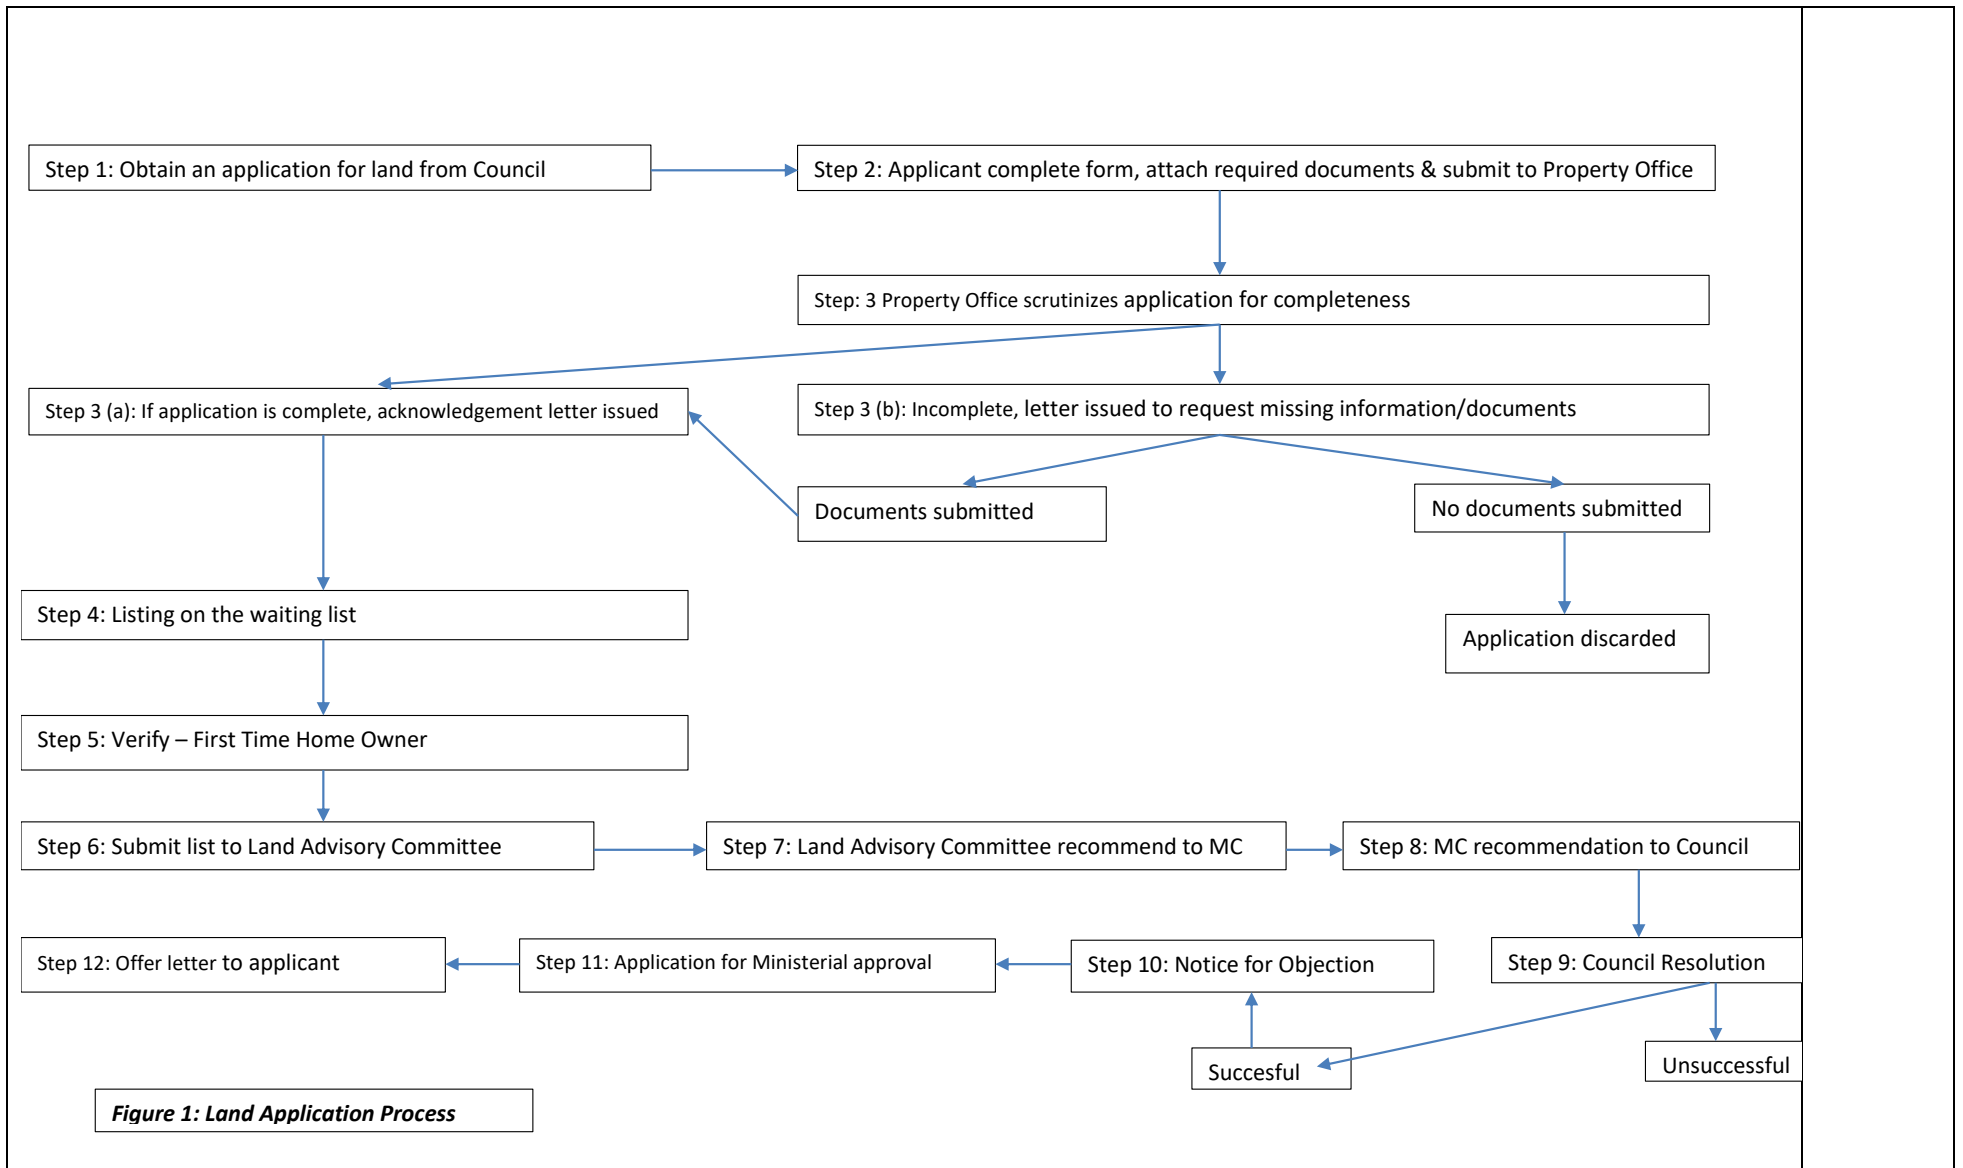 Step 1: Obtain an application for land from Council
Step 2: Applicant complete form, attach required documents & submit to Property Office
Step: 3 Property Office scrutinizes application for completeness
Step 3 (a): If application is complete, acknowledgement letter issued
Step 3 (b): Incomplete, letter issued to request missing information/documents
Documents submitted
No documents submitted
Step 4: Listing on the waiting list
Application discarded
Step 5: Verify – First Time Home Owner
Step 6: Submit list to Land Advisory Committee
Step 7: Land Advisory Committee recommend to MC
Step 8: MC recommendation to Council
Step 12: Offer letter to applicant
Step 11: Application for Ministerial approval
Step 10: Notice for Objection
Step 9: Council Resolution
Succesful
Unsuccessful
Figure 1: Land Application Process